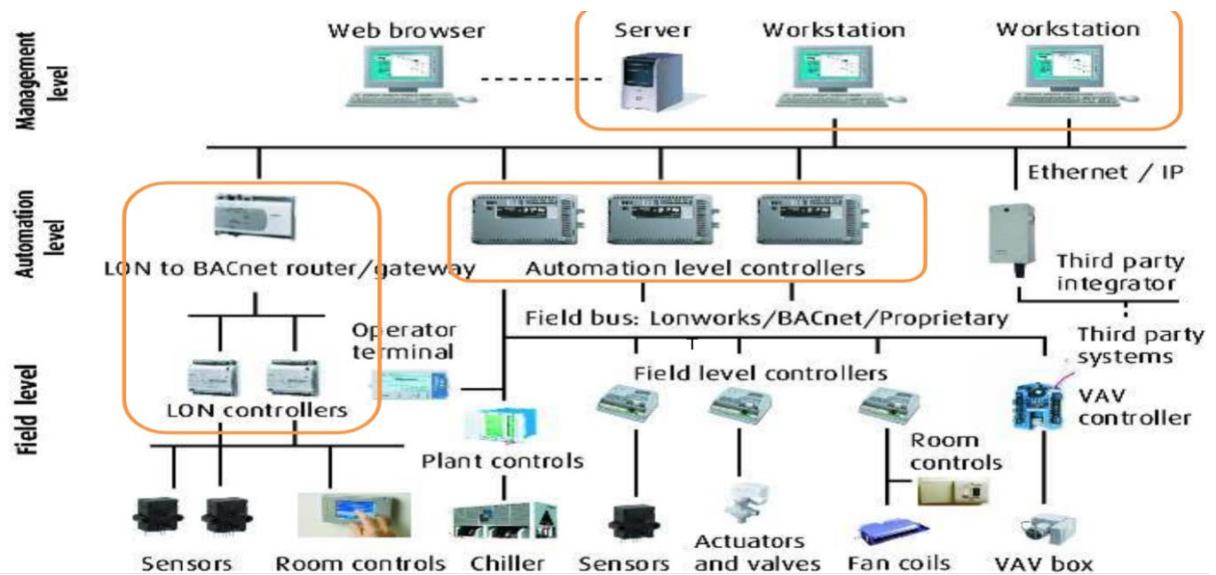 Management level
Web browser
Server
Workstation
Workstation
Ethernet / IP
Automation level
LON to BACnet router/gateway
Automation level controllers
Third party
integrator
Field bus: Lonworks/BACnet/Proprietary
Third party
systems
Field level
Operator
terminal
LON controllers
Field level controllers
VAV
controller
Plant controls
Room
controls
Sensors
Room controls
Chiller
Sensors
Actuators
and valves
Fan coils
VAV box